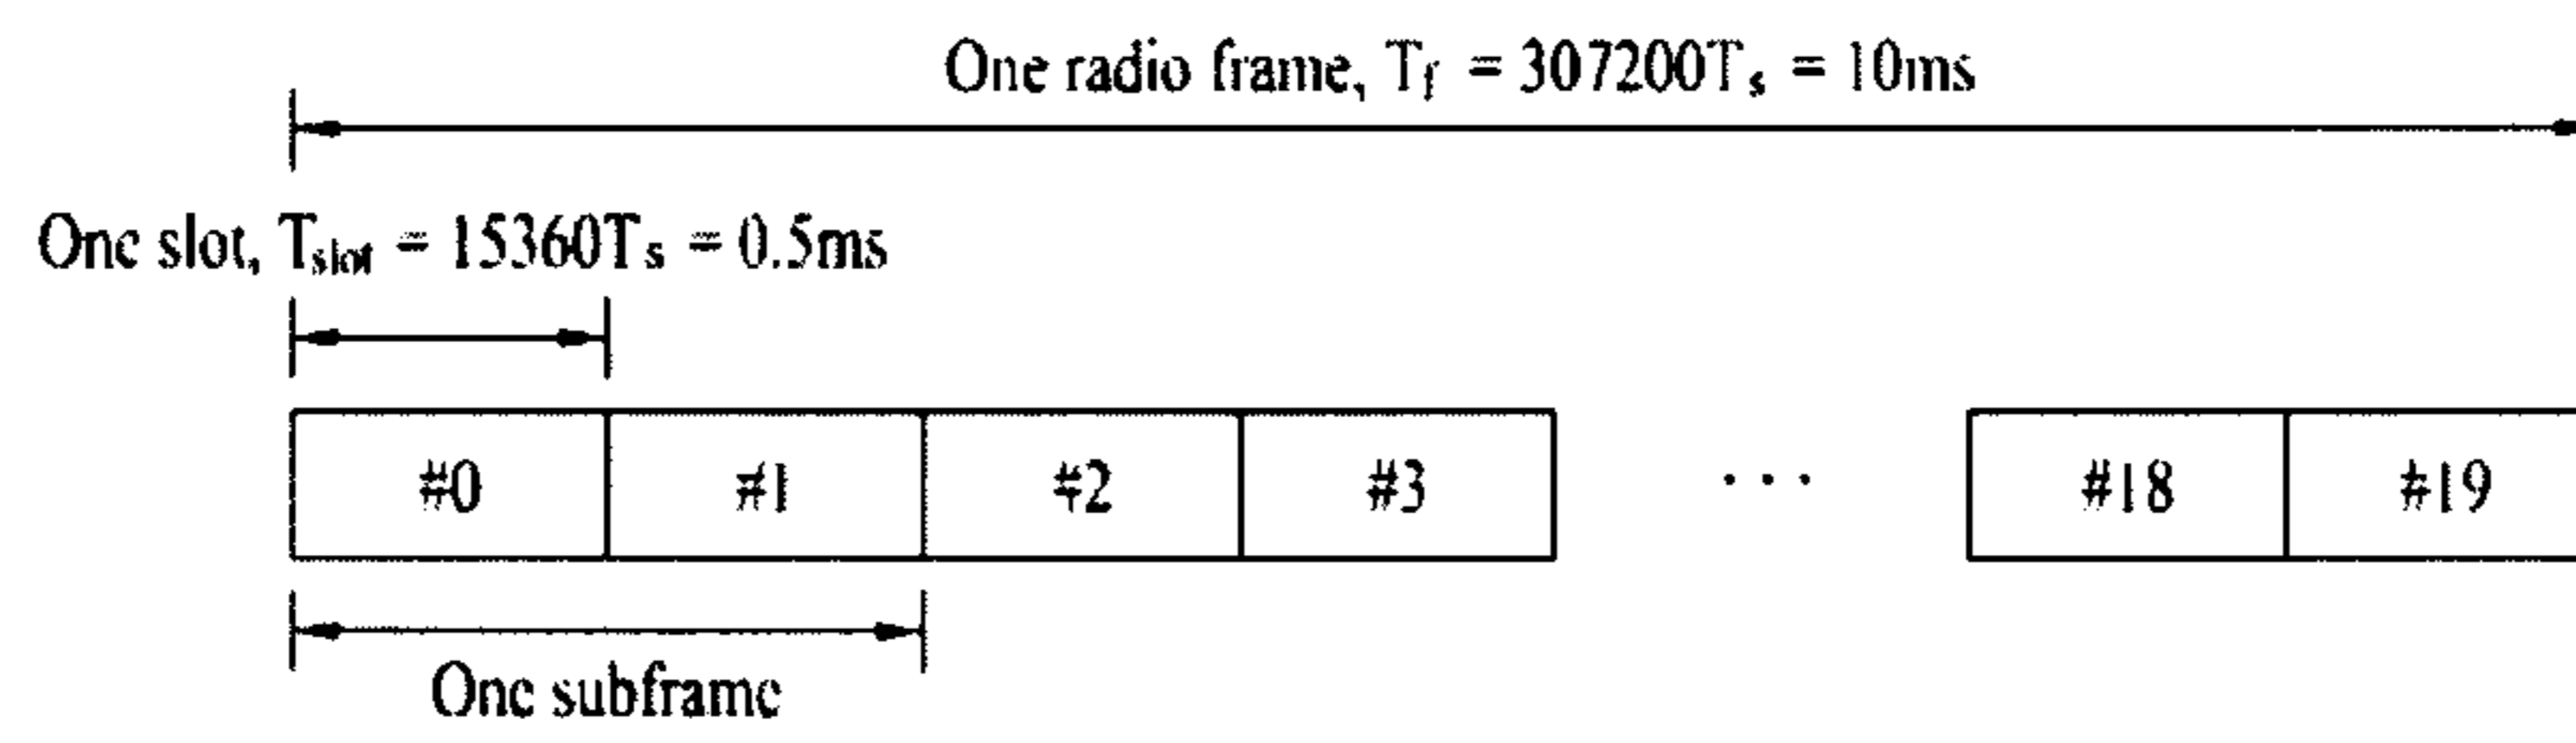 One radio frame, Tf = 307200Ts = 10ms
One slot, Tslot = 15360Ts = 0.5ms
#0 #1 #2 #3 ... #18 #19
One subframe